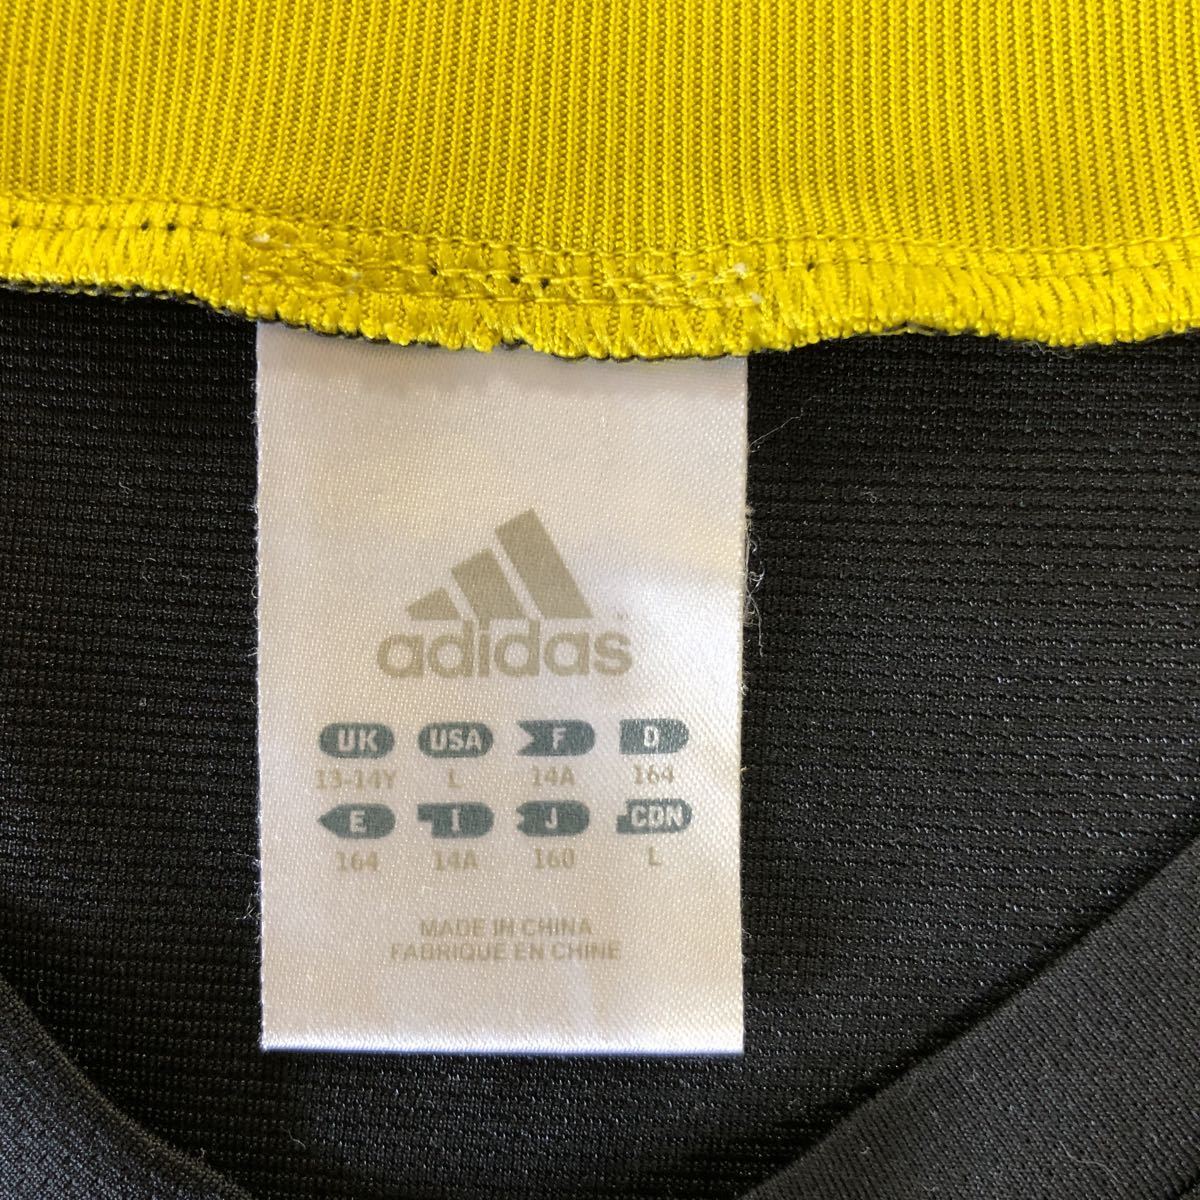 adidas
UK USA F D
13-14Y L 14A 164
E I J CDN
164 14A 160 L
MADE IN CHINA
FABRIQUE EN CHINE